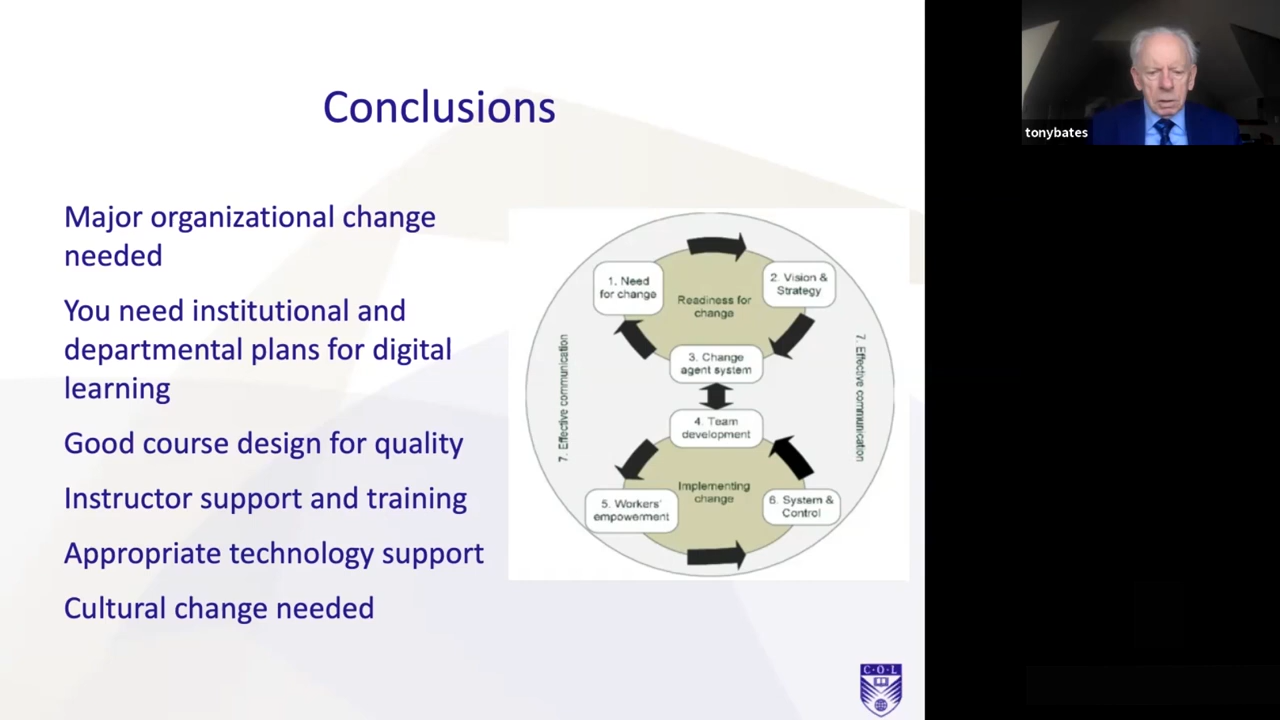 Conclusions
Major organizational change
needed
You need institutional and
departmental plans for digital
learning
Good course design for quality
Instructor support and training
Appropriate technology support
Cultural change needed
1. Need
for change
2. Vision &
Strategy
Readiness for
change
3. Change
agent system
4. Team
development
Implementing
change
5. Workers'
empowerment
6. System &
Control
7. Effective communication
7. Effective communication
C·O·L
tonybates